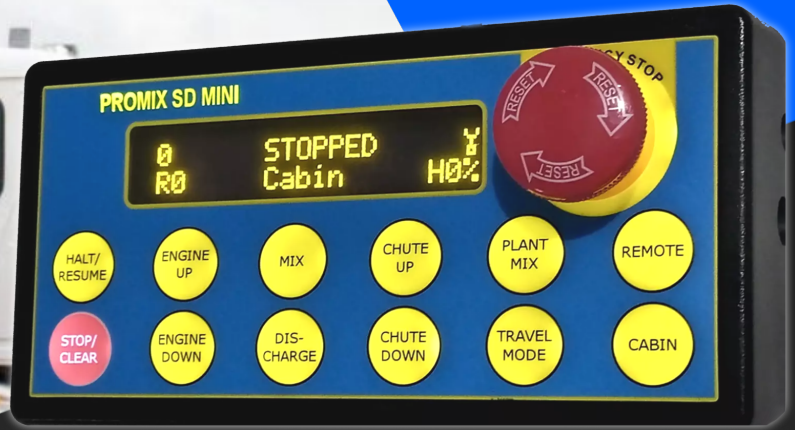 PROMIX SD MINI
0 STOPPED
R0 Cabin H0%
STOP
RESET
RESET
RESET
HALT/
RESUME
ENGINE
UP
MIX
CHUTE
UP
PLANT
MIX
REMOTE
STOP/
CLEAR
ENGINE
DOWN
DIS-
CHARGE
CHUTE
DOWN
TRAVEL
MODE
CABIN